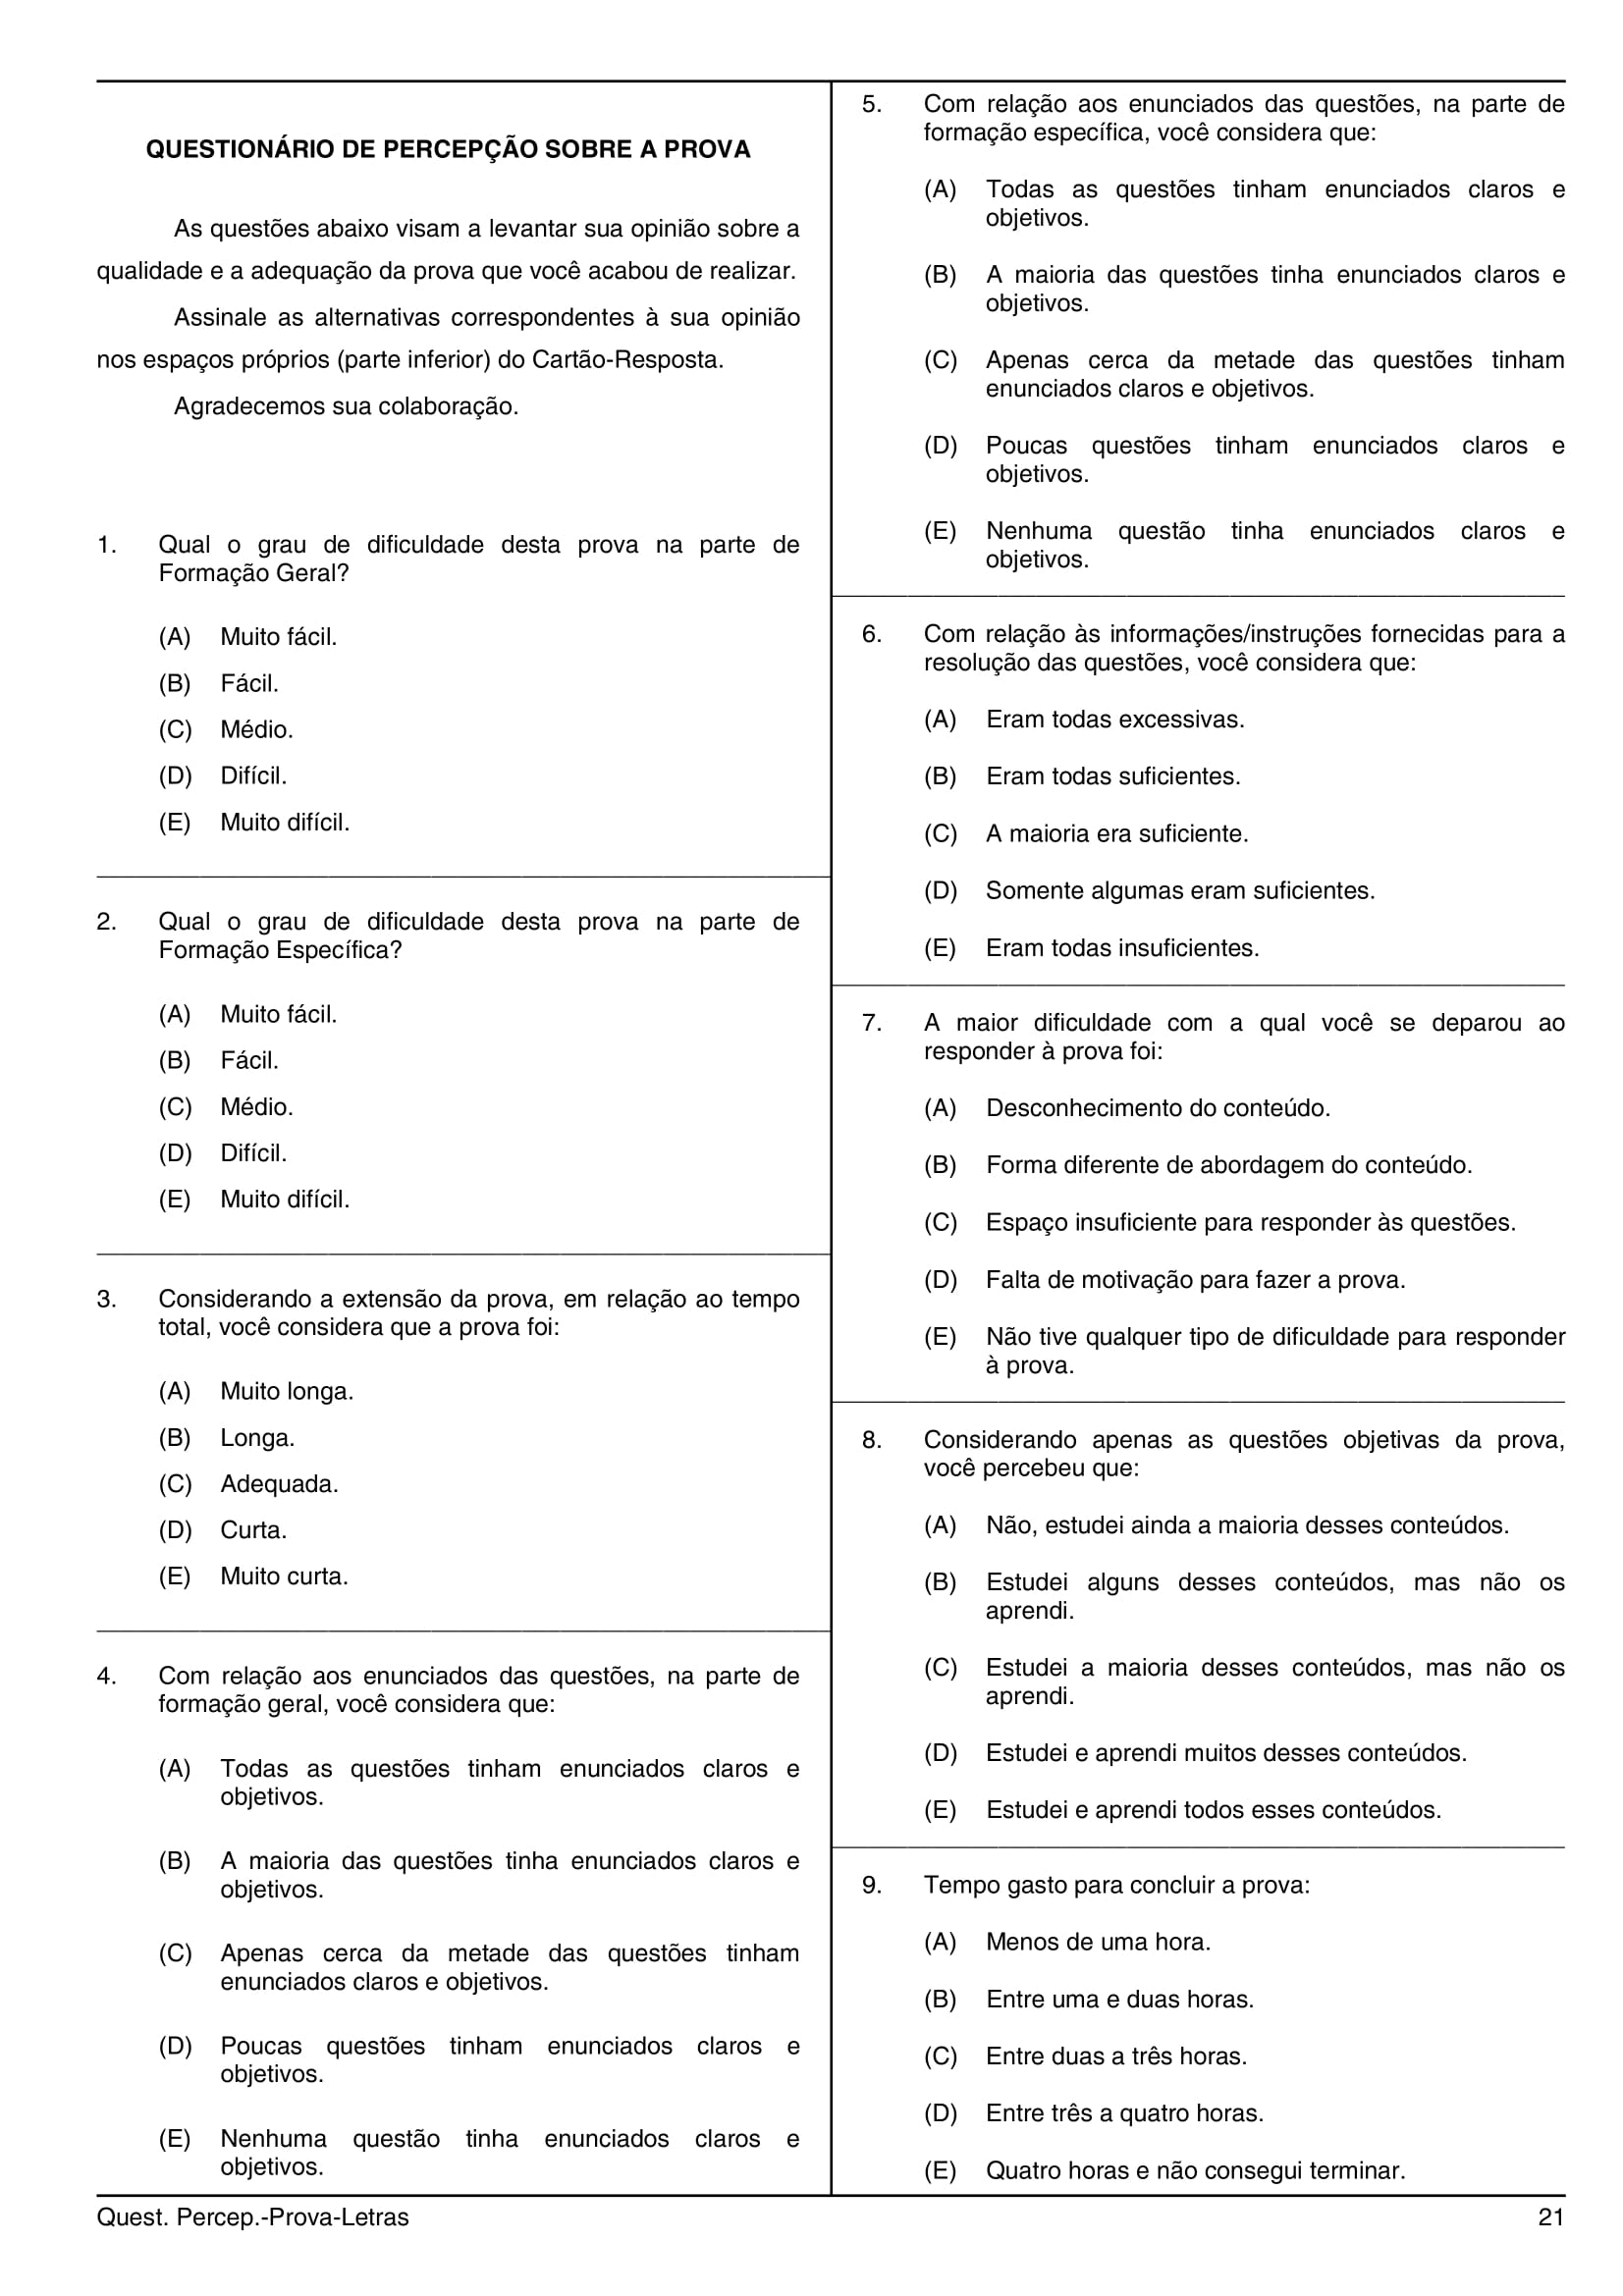 QUESTIONÁRIO DE PERCEPÇÃO SOBRE A PROVA
As questões abaixo visam a levantar sua opinião sobre a
qualidade e a adequação da prova que você acabou de realizar.
Assinale as alternativas correspondentes à sua opinião
nos espaços próprios (parte inferior) do Cartão-Resposta.
Agradecemos sua colaboração.
1. Qual o grau de dificuldade desta prova na parte de
Formação Geral?
(A) Muito fácil.
(B) Fácil.
(C) Médio.
(D) Difícil.
(E) Muito difícil.
2. Qual o grau de dificuldade desta prova na parte de
Formação Específica?
(A) Muito fácil.
(B) Fácil.
(C) Médio.
(D) Difícil.
(E) Muito difícil.
3. Considerando a extensão da prova, em relação ao tempo
total, você considera que a prova foi:
(A) Muito longa.
(B) Longa.
(C) Adequada.
(D) Curta.
(E) Muito curta.
4. Com relação aos enunciados das questões, na parte de
formação geral, você considera que:
(A) Todas as questões tinham enunciados claros e
objetivos.
(B) A maioria das questões tinha enunciados claros e
objetivos.
(C) Apenas cerca da metade das questões tinham
enunciados claros e objetivos.
(D) Poucas questões tinham enunciados claros e
objetivos.
(E) Nenhuma questão tinha enunciados claros e
objetivos.
5. Com relação aos enunciados das questões, na parte de
formação específica, você considera que:
(A) Todas as questões tinham enunciados claros e
objetivos.
(B) A maioria das questões tinha enunciados claros e
objetivos.
(C) Apenas cerca da metade das questões tinham
enunciados claros e objetivos.
(D) Poucas questões tinham enunciados claros e
objetivos.
(E) Nenhuma questão tinha enunciados claros e
objetivos.
6. Com relação às informações/instruções fornecidas para a
resolução das questões, você considera que:
(A) Eram todas excessivas.
(B) Eram todas suficientes.
(C) A maioria era suficiente.
(D) Somente algumas eram suficientes.
(E) Eram todas insuficientes.
7. A maior dificuldade com a qual você se deparou ao
responder à prova foi:
(A) Desconhecimento do conteúdo.
(B) Forma diferente de abordagem do conteúdo.
(C) Espaço insuficiente para responder às questões.
(D) Falta de motivação para fazer a prova.
(E) Não tive qualquer tipo de dificuldade para responder
à prova.
8. Considerando apenas as questões objetivas da prova,
você percebeu que:
(A) Não, estudei ainda a maioria desses conteúdos.
(B) Estudei alguns desses conteúdos, mas não os
aprendi.
(C) Estudei a maioria desses conteúdos, mas não os
aprendi.
(D) Estudei e aprendi muitos desses conteúdos.
(E) Estudei e aprendi todos esses conteúdos.
9. Tempo gasto para concluir a prova:
(A) Menos de uma hora.
(B) Entre uma e duas horas.
(C) Entre duas a três horas.
(D) Entre três a quatro horas.
(E) Quatro horas e não consegui terminar.
Quest. Percep.-Prova-Letras 21